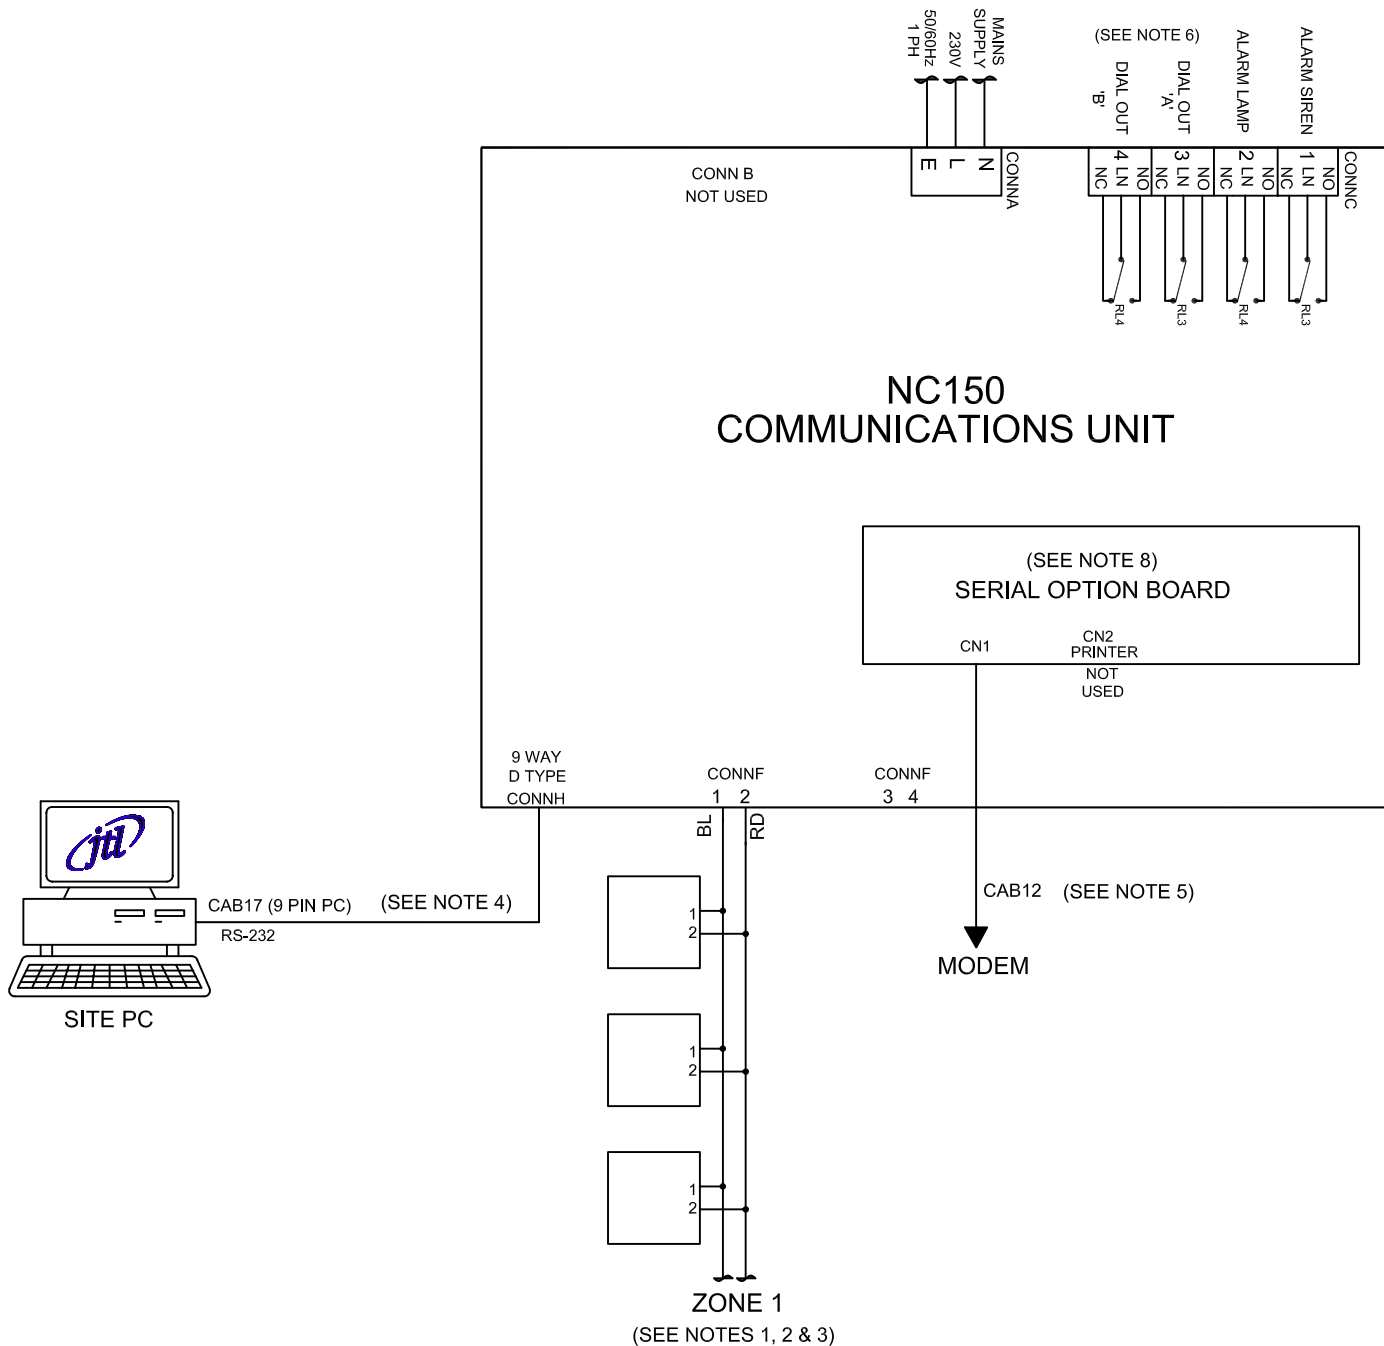 MAINS
SUPPLY
230V
50/60Hz
1 PH
(SEE NOTE 6)
DIAL OUT
'B'
DIAL OUT
'A'
ALARM LAMP
ALARM SIREN
E
L
N
CONNA
4 LN
NC
NO
3 LN
NC
NO
2 LN
NC
NO
1 LN
NC
NO
CONNC
CONN B
NOT USED
RL4
RL3
RL4
RL3
NC150
COMMUNICATIONS UNIT
(SEE NOTE 8)
SERIAL OPTION BOARD
CN1
CN2
PRINTER
NOT
USED
9 WAY
D TYPE
CONNH
CONNF
1 2
CONNF
3 4
BL
RD
jtl
CAB17 (9 PIN PC)
(SEE NOTE 4)
RS-232
SITE PC
CAB12
(SEE NOTE 5)
MODEM
1
2
1
2
1
2
ZONE 1
(SEE NOTES 1, 2 & 3)